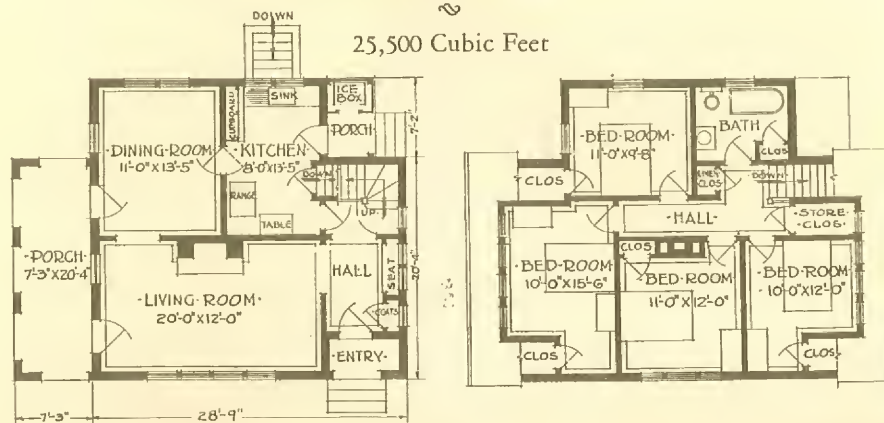 25,500 Cubic Feet
DOWN
SINK
CUPBOARD
ICE
BOX
PORCH
7'-2"
·DINING·ROOM·
11'-0"X13'-5"
·KITCHEN·
8'-0"X13'-5"
DOWN
RANGE
TABLE
UP
·PORCH·
7'-3"X20'-4"
·LIVING·ROOM·
20'-0"X12'-0"
HALL
SEAT
COATS
20'-4"
ENTRY
7'-3"
28'-9"
·BED·ROOM·
11'-0"X9'-8"
BATH
CLOS
CLOS
LINEN
CLOS
DOWN
·HALL·
STORE
CLOS·
·BED·ROOM·
10'-0"X15'-6"
CLOS
·BED·ROOM·
11'-0"X12'-0"
·BED·ROOM·
10'-0"X12'-0"
CLOS
CLOS